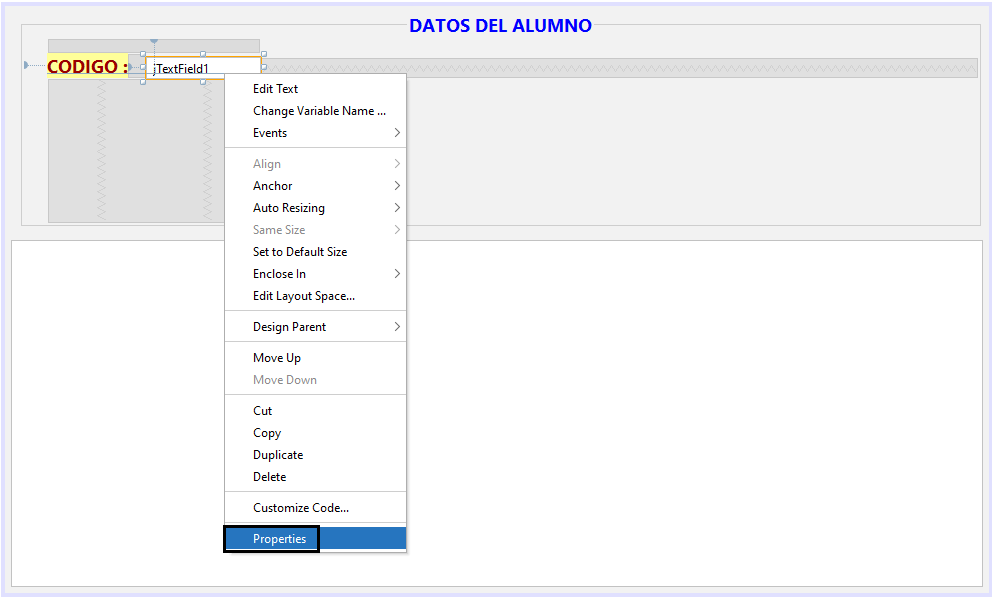 DATOS DEL ALUMNO
CODIGO :
jTextField1
Edit Text
Change Variable Name ...
Events
Align
Anchor
Auto Resizing
Same Size
Set to Default Size
Enclose In
Edit Layout Space...
Design Parent
Move Up
Move Down
Cut
Copy
Duplicate
Delete
Customize Code...
Properties